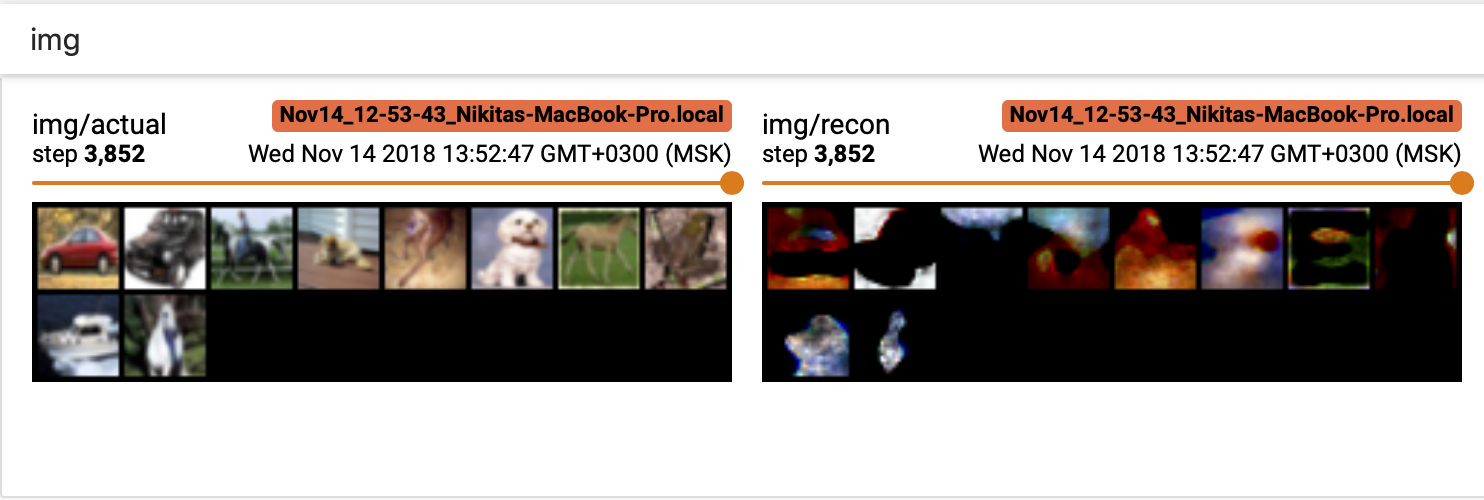 img
img/actual
Nov14_12-53-43_Nikitas-MacBook-Pro.local
step 3,852
Wed Nov 14 2018 13:52:47 GMT+0300 (MSK)
img/recon
Nov14_12-53-43_Nikitas-MacBook-Pro.local
step 3,852
Wed Nov 14 2018 13:52:47 GMT+0300 (MSK)